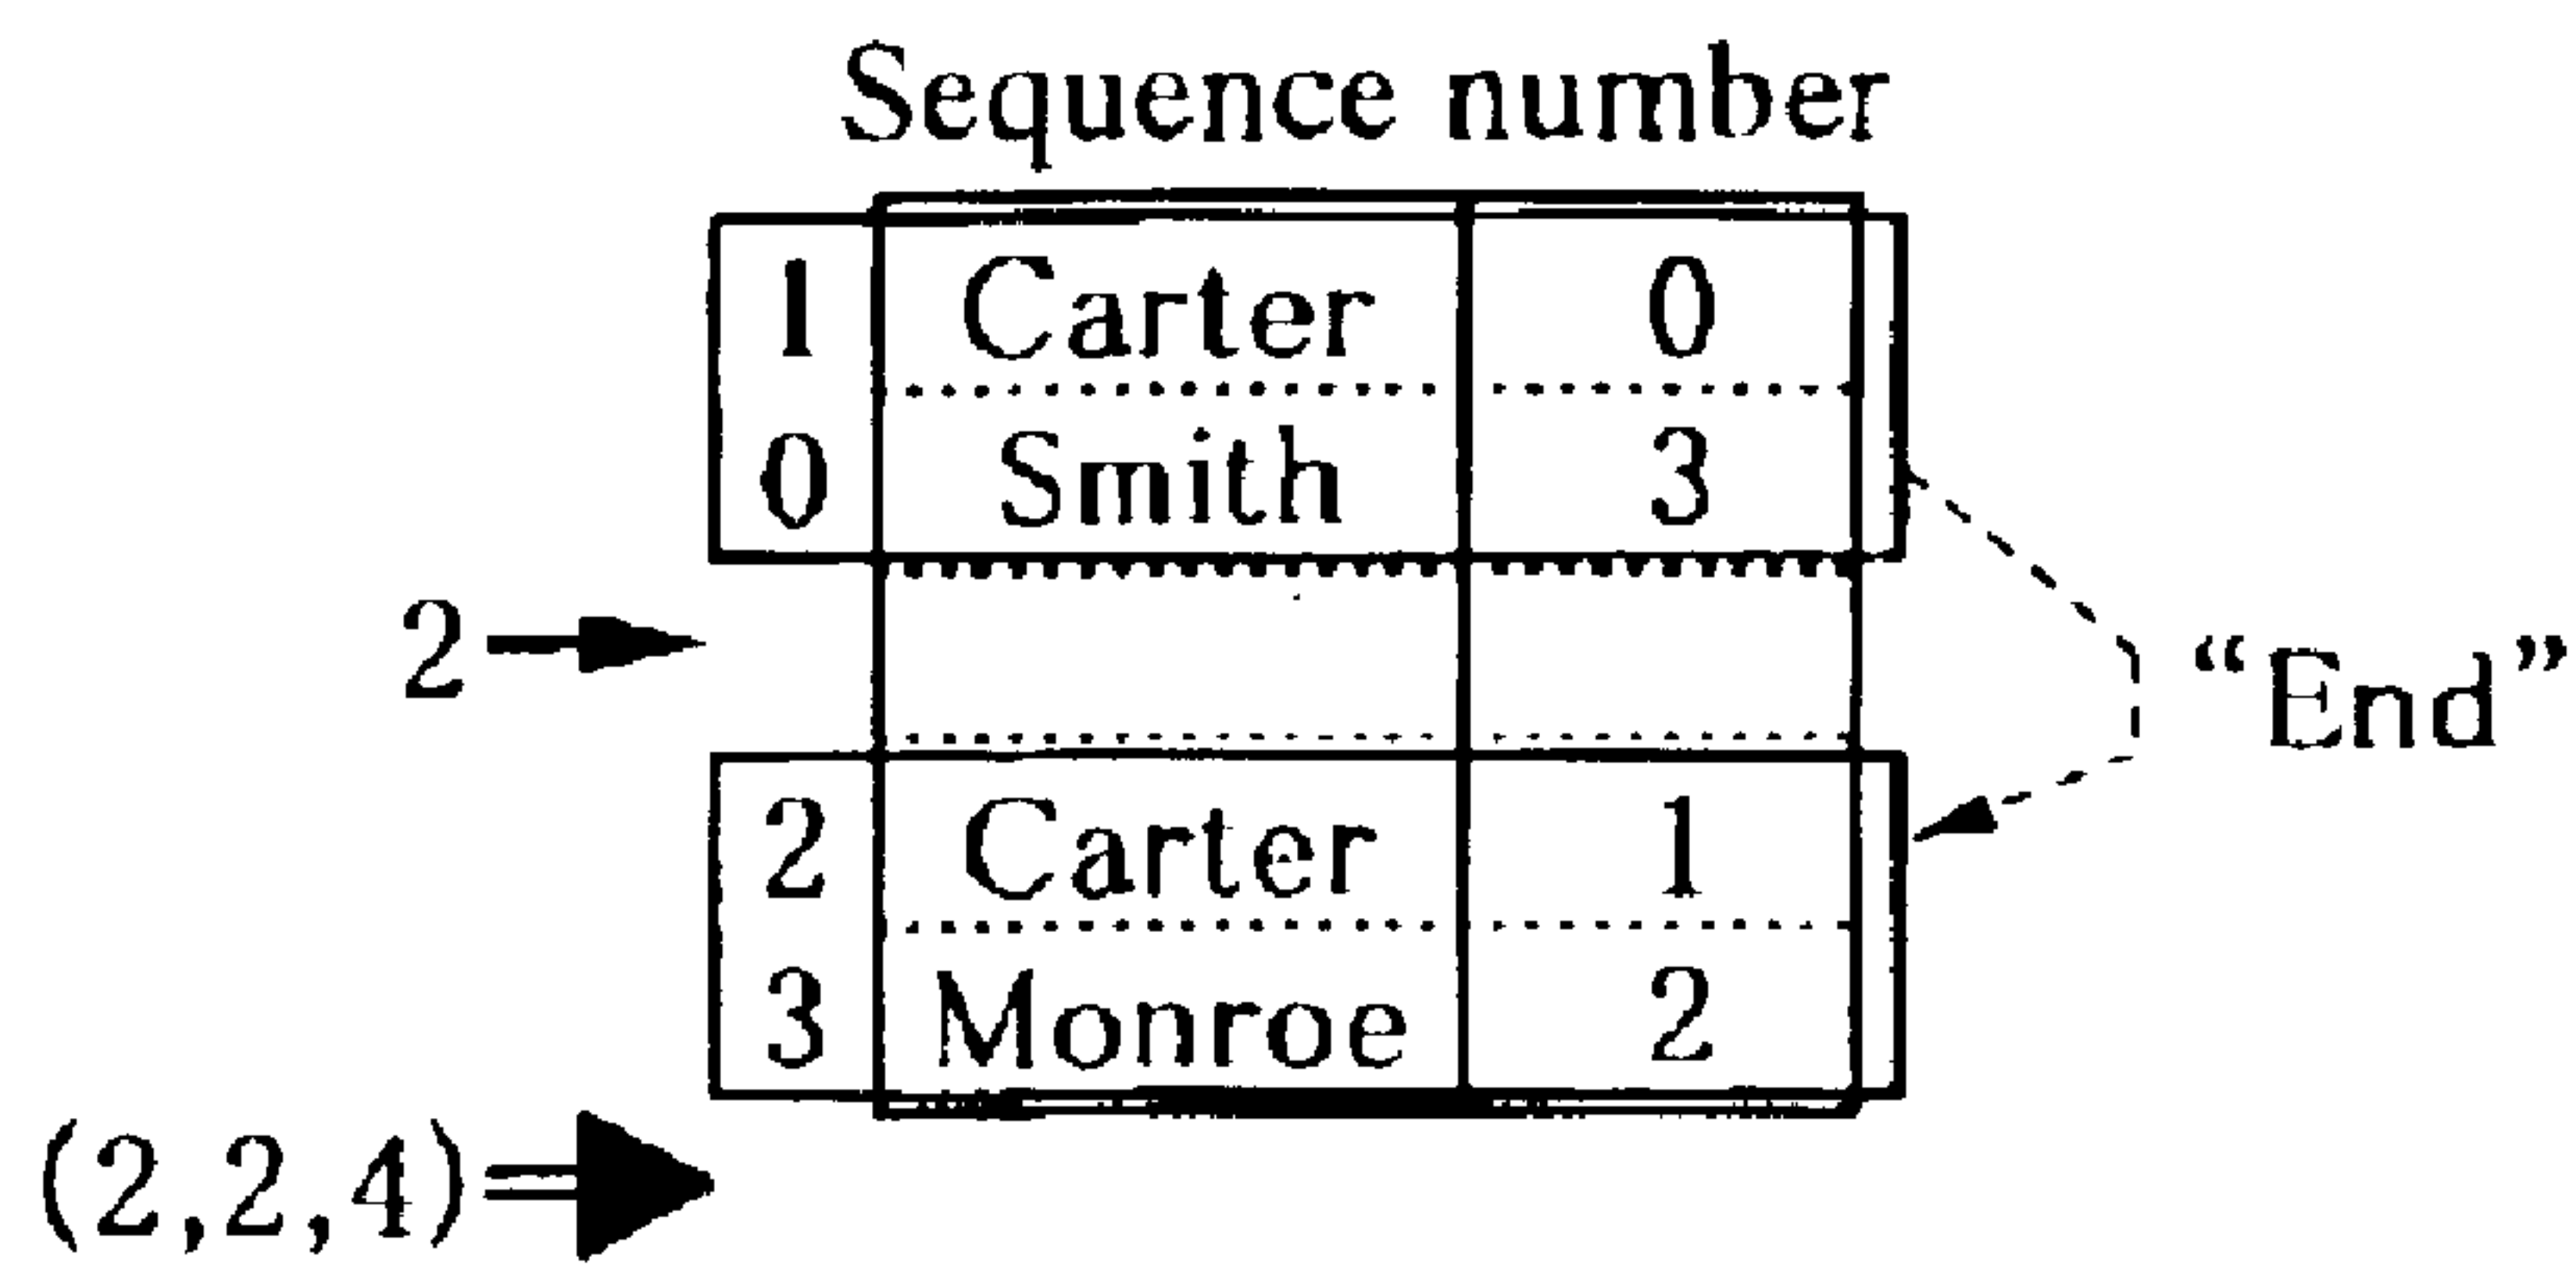 Sequence number
1 Carter 0
0 Smith 3
2
“End”
2 Carter 1
3 Monroe 2
(2,2,4)